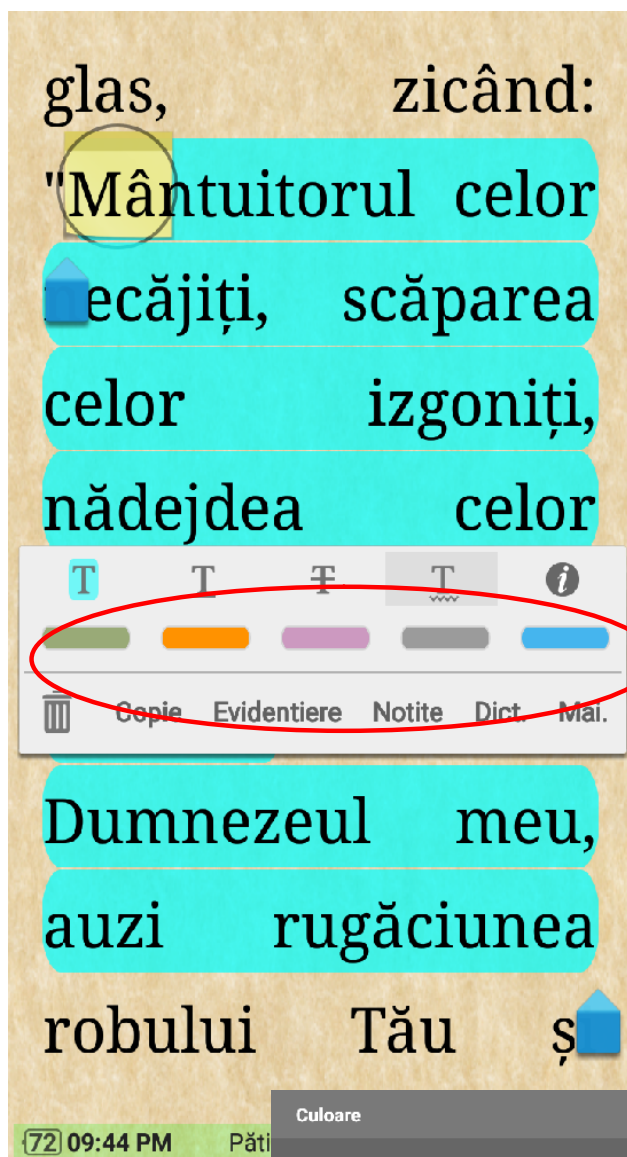 glas, zicând:
"Mântuitorul celor
necăjiți, scăparea
celor izgoniți,
nădejdea celor
T T T T i
Copie Evidentiere Notite Dict. Mai.
Dumnezeul meu,
auzi rugăciunea
robului Tău ș
Culoare
72 09:44 PM Păti